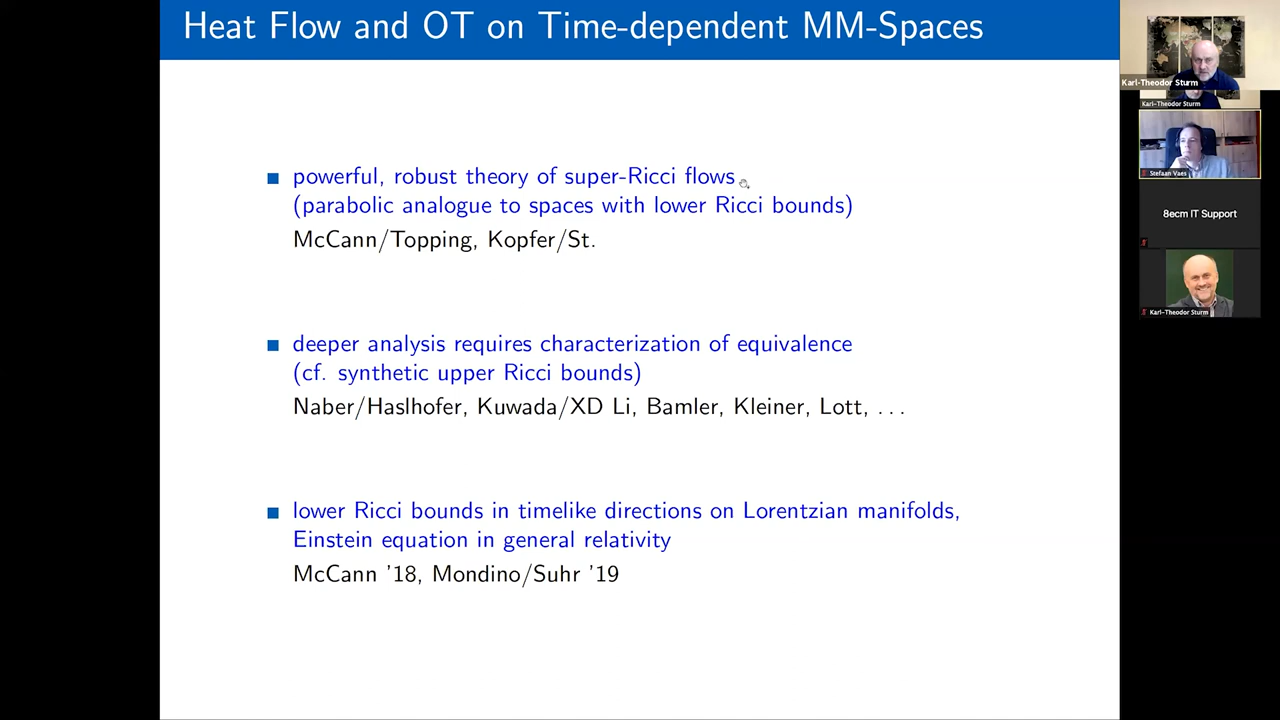 Heat Flow and OT on Time-dependent MM-Spaces
powerful, robust theory of super-Ricci flows
(parabolic analogue to spaces with lower Ricci bounds)
McCann/Topping, Kopfer/St.
deeper analysis requires characterization of equivalence
(cf. synthetic upper Ricci bounds)
Naber/Haslhofer, Kuwada/XD Li, Bamler, Kleiner, Lott, ...
lower Ricci bounds in timelike directions on Lorentzian manifolds,
Einstein equation in general relativity
McCann '18, Mondino/Suhr '19
Karl-Theodor Sturm
Karl-Theodor Sturm
Stefaan Vaes
8ecm IT Support
Karl-Theodor Sturm